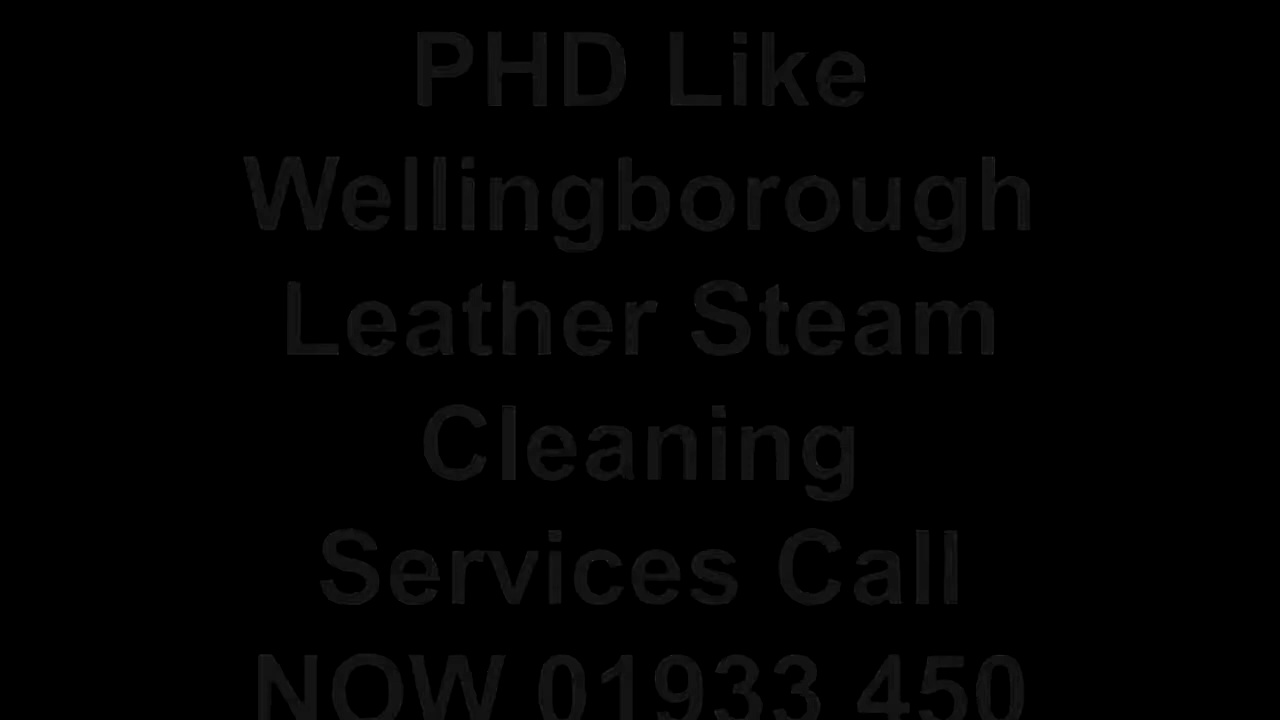 PHD Like
Wellingborough
Leather Steam
Cleaning
Services Call
NOW 01933 450